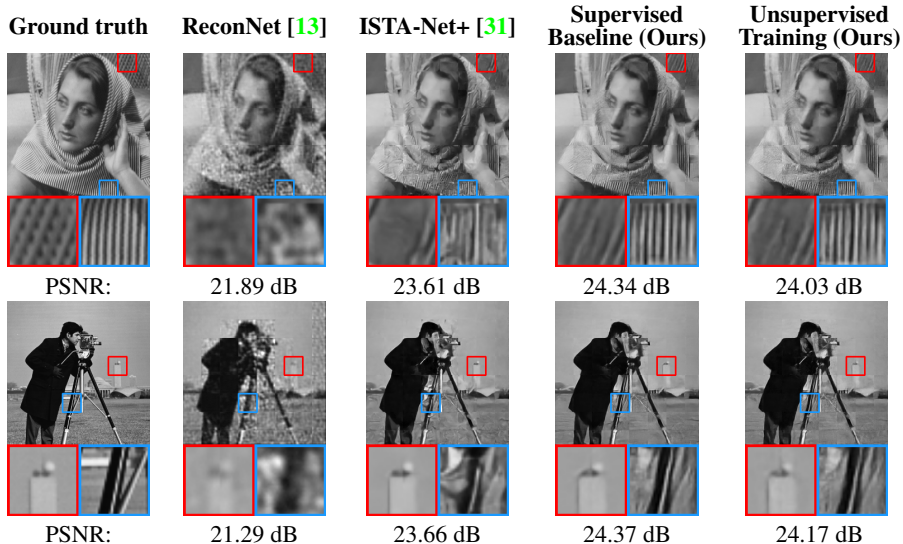 Ground truth
ReconNet [13]
ISTA-Net+ [31]
Supervised
Baseline (Ours)
Unsupervised
Training (Ours)
PSNR:
21.89 dB
23.61 dB
24.34 dB
24.03 dB
PSNR:
21.29 dB
23.66 dB
24.37 dB
24.17 dB